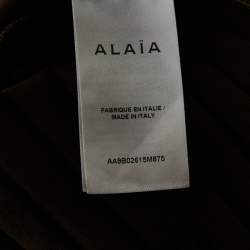 ALAÏA
FABRIQUE EN ITALIE /
MADE IN ITALY
AA9B02615M875